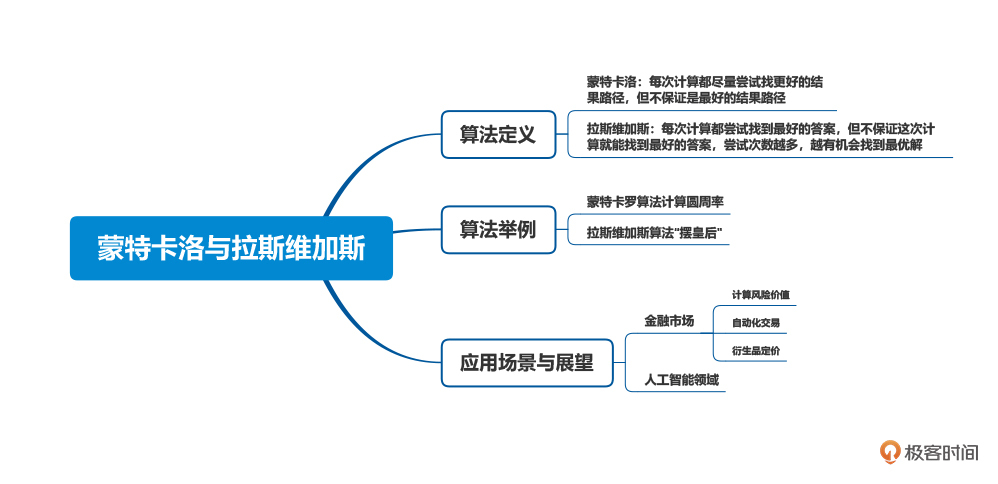 蒙特卡洛与拉斯维加斯
算法定义
蒙特卡洛：每次计算都尽量尝试找更好的结
果路径，但不保证是最好的结果路径
拉斯维加斯：每次计算都尝试找到最好的答案，但不保证这次计
算就能找到最好的答案，尝试次数越多，越有机会找到最优解
算法举例
蒙特卡罗算法计算圆周率
拉斯维加斯算法"摆皇后"
应用场景与展望
金融市场
计算风险价值
自动化交易
衍生品定价
人工智能领域
极客时间